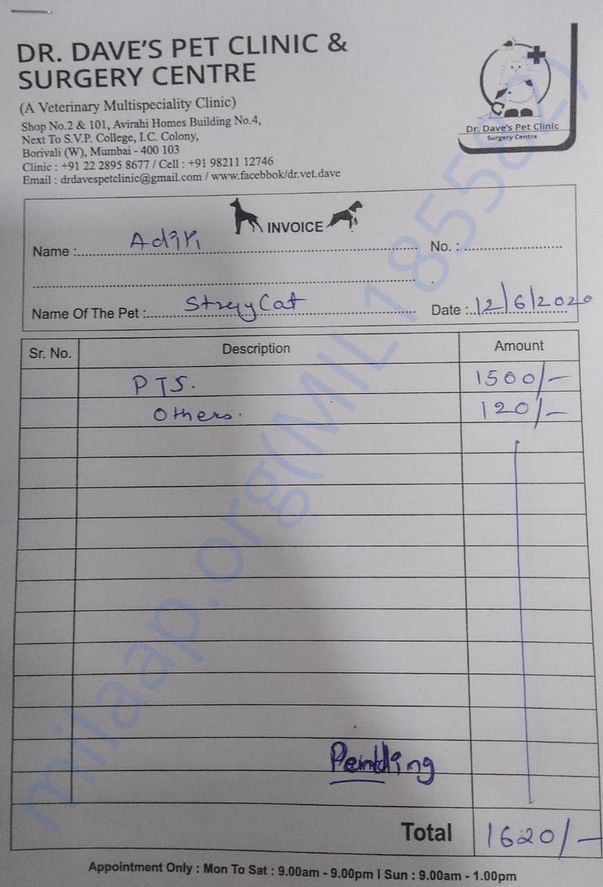 DR. DAVE'S PET CLINIC &
SURGERY CENTRE
(A Veterinary Multispeciality Clinic)
Shop No.2 & 101, Avirahi Homes Building No.4,
Next To S.V.P. College, I.C. Colony,
Borivali (W), Mumbai - 400 103
Clinic : +91 22 2895 8677 / Cell : +91 98211 12746
Email : drdavespetclinic@gmail.com / www.facebbok/dr.vet.dave
Dr. Dave's Pet Clinic
Surgery Centre
INVOICE
Name : No. :
Name Of The Pet : Stray Cat Date : 12/6/2020
Sr. No. Description Amount
PTS. 1500/-
Others. 120/-
Pending
Total 1620/-
Appointment Only : Mon To Sat : 9.00am - 9.00pm I Sun : 9.00am - 1.00pm
milaap.org(MIL185582)